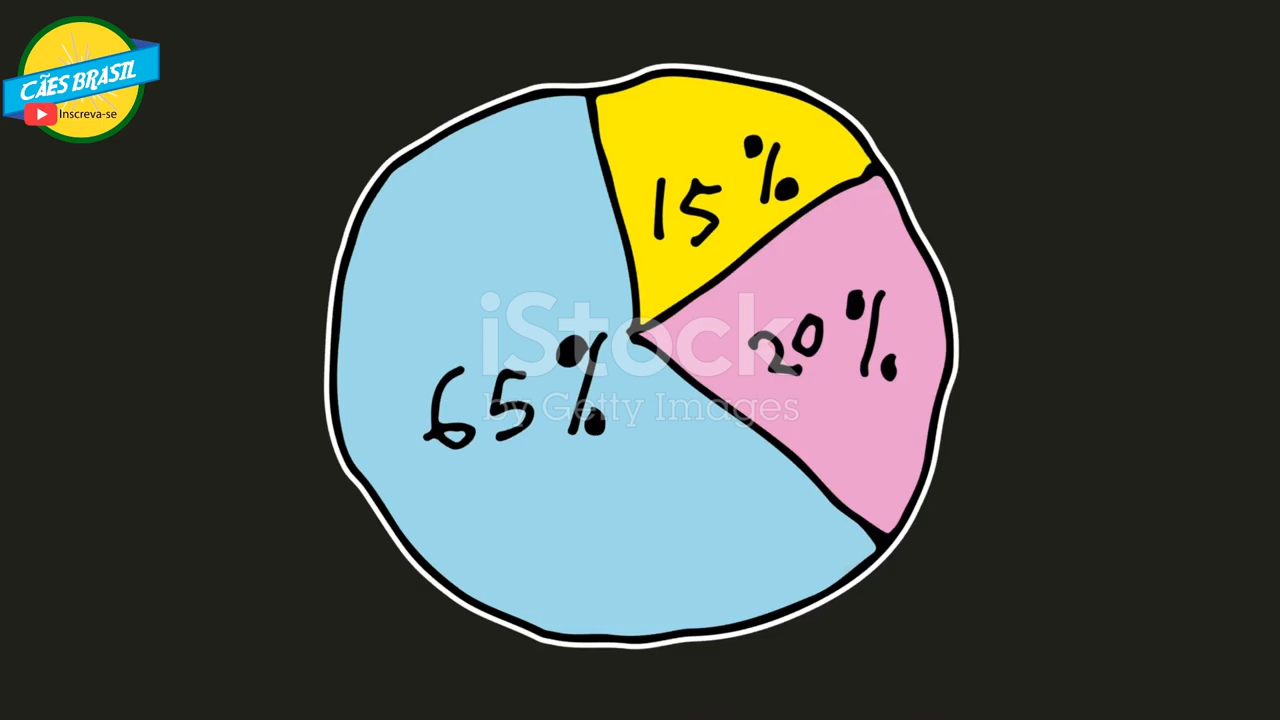 CÃES BRASIL
Inscreva-se
15%
20%
65%
iStock
by Getty Images